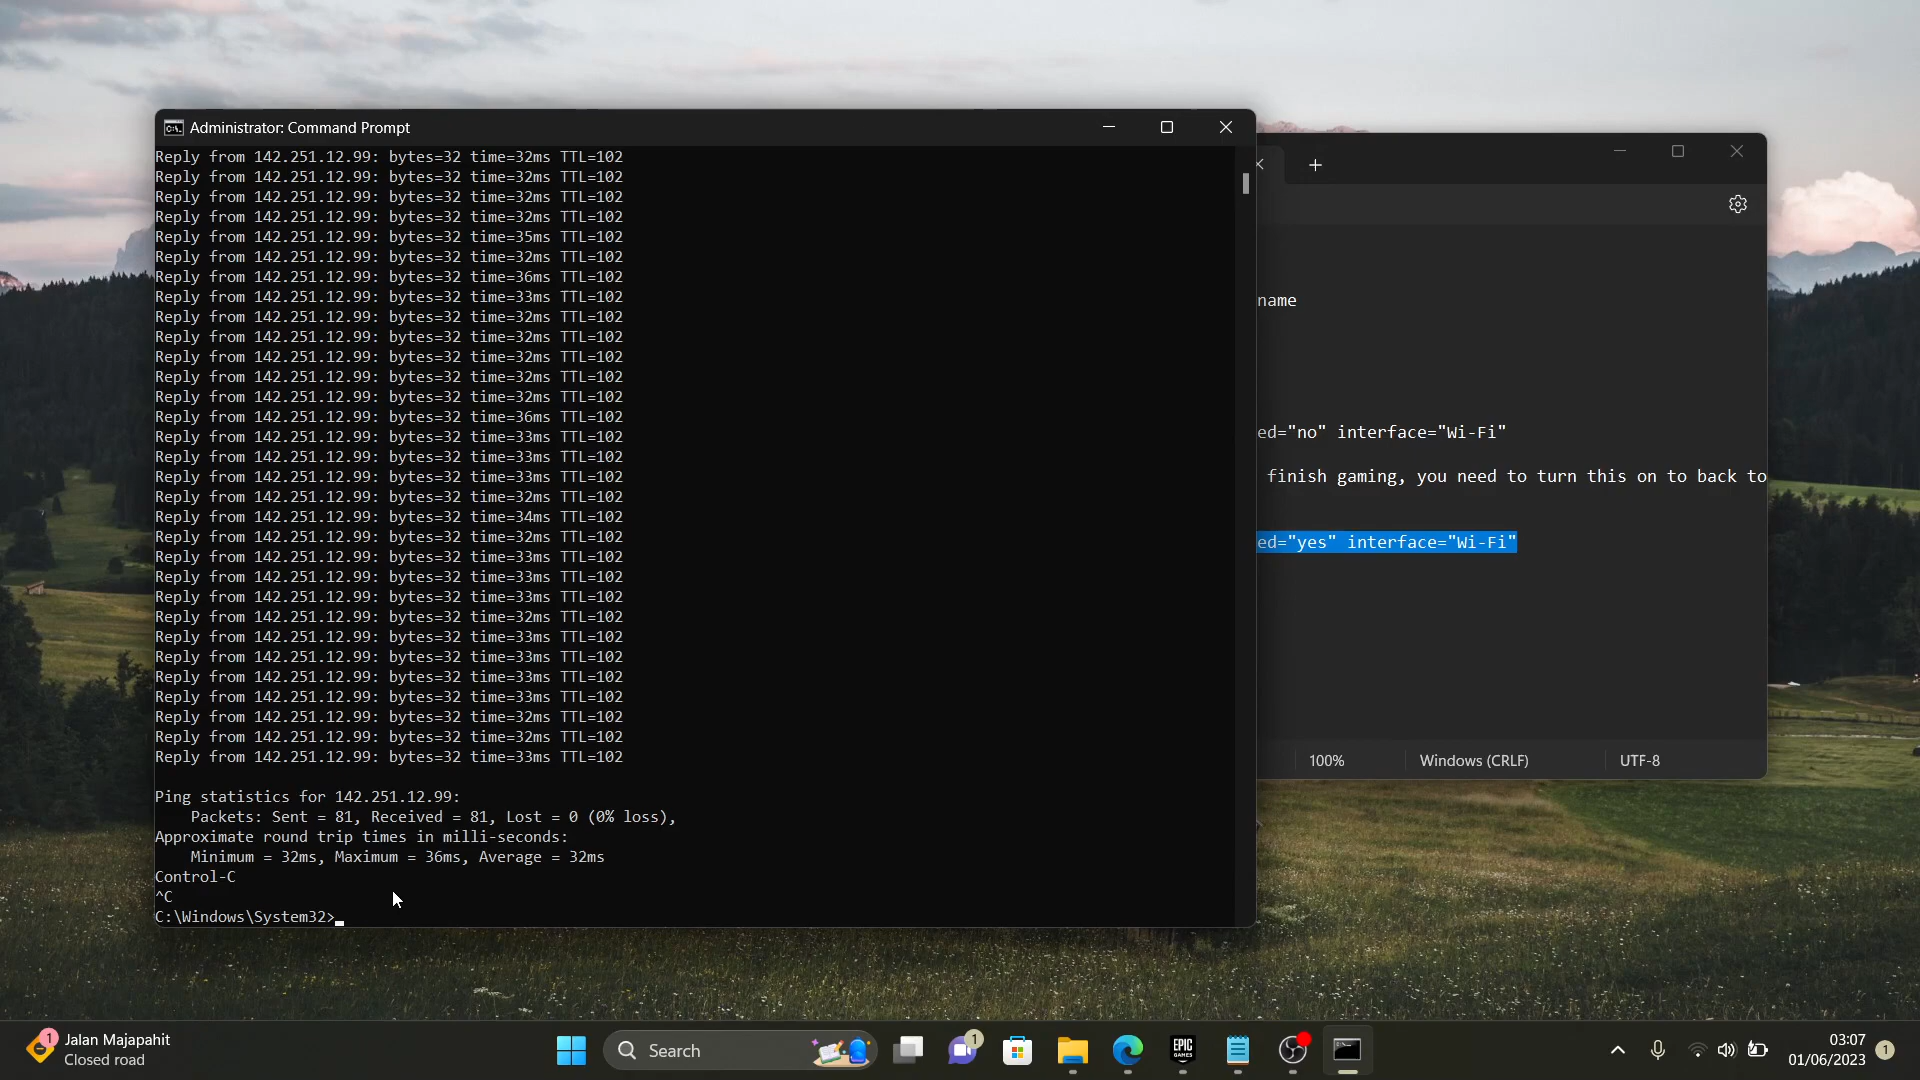 Administrator: Command Prompt
Reply from 142.251.12.99: bytes=32 time=32ms TTL=102
Reply from 142.251.12.99: bytes=32 time=32ms TTL=102
Reply from 142.251.12.99: bytes=32 time=32ms TTL=102
Reply from 142.251.12.99: bytes=32 time=32ms TTL=102
Reply from 142.251.12.99: bytes=32 time=35ms TTL=102
Reply from 142.251.12.99: bytes=32 time=32ms TTL=102
Reply from 142.251.12.99: bytes=32 time=36ms TTL=102
Reply from 142.251.12.99: bytes=32 time=33ms TTL=102
Reply from 142.251.12.99: bytes=32 time=32ms TTL=102
Reply from 142.251.12.99: bytes=32 time=32ms TTL=102
Reply from 142.251.12.99: bytes=32 time=32ms TTL=102
Reply from 142.251.12.99: bytes=32 time=32ms TTL=102
Reply from 142.251.12.99: bytes=32 time=32ms TTL=102
Reply from 142.251.12.99: bytes=32 time=36ms TTL=102
Reply from 142.251.12.99: bytes=32 time=33ms TTL=102
Reply from 142.251.12.99: bytes=32 time=33ms TTL=102
Reply from 142.251.12.99: bytes=32 time=33ms TTL=102
Reply from 142.251.12.99: bytes=32 time=32ms TTL=102
Reply from 142.251.12.99: bytes=32 time=34ms TTL=102
Reply from 142.251.12.99: bytes=32 time=32ms TTL=102
Reply from 142.251.12.99: bytes=32 time=33ms TTL=102
Reply from 142.251.12.99: bytes=32 time=33ms TTL=102
Reply from 142.251.12.99: bytes=32 time=33ms TTL=102
Reply from 142.251.12.99: bytes=32 time=32ms TTL=102
Reply from 142.251.12.99: bytes=32 time=33ms TTL=102
Reply from 142.251.12.99: bytes=32 time=33ms TTL=102
Reply from 142.251.12.99: bytes=32 time=33ms TTL=102
Reply from 142.251.12.99: bytes=32 time=33ms TTL=102
Reply from 142.251.12.99: bytes=32 time=32ms TTL=102
Reply from 142.251.12.99: bytes=32 time=32ms TTL=102
Reply from 142.251.12.99: bytes=32 time=33ms TTL=102
Ping statistics for 142.251.12.99:
Packets: Sent = 81, Received = 81, Lost = 0 (0% loss),
Approximate round trip times in milli-seconds:
Minimum = 32ms, Maximum = 36ms, Average = 32ms
Control-C
^C
C:\Windows\System32>
name
ed="no" interface="Wi-Fi"
finish gaming, you need to turn this on to back to
ed="yes" interface="Wi-Fi"
100%
Windows (CRLF)
UTF-8
1
Jalan Majapahit
Closed road
Search
1
EPIC
GAMES
03:07
01/06/2023
1